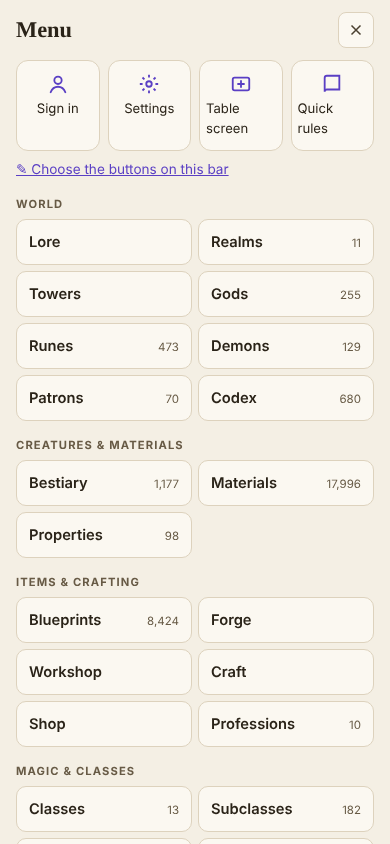 Menu
Sign in
Settings
Table screen
Quick rules
✎ Choose the buttons on this bar
WORLD
Lore
Realms 11
Towers
Gods 255
Runes 473
Demons 129
Patrons 70
Codex 680
CREATURES & MATERIALS
Bestiary 1,177
Materials 17,996
Properties 98
ITEMS & CRAFTING
Blueprints 8,424
Forge
Workshop
Craft
Shop
Professions 10
MAGIC & CLASSES
Classes 13
Subclasses 182